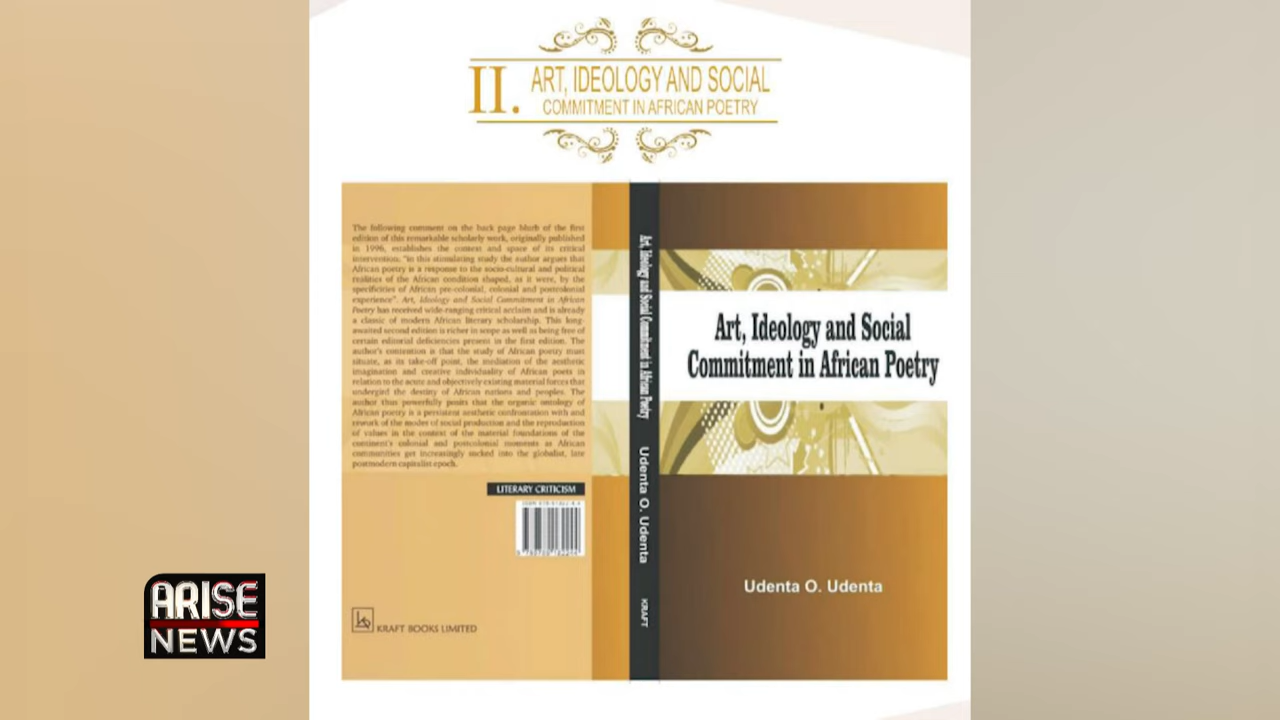 II.
ART, IDEOLOGY AND SOCIAL
COMMITMENT IN AFRICAN POETRY
The following comment on the back page blurb of the first
edition of this remarkable scholarly work, originally published
in 1996, establishes the context and space of its critical
intervention: "in this stimulating study the author argues that
African poetry is a response to the socio-cultural and political
realities of the African condition shaped, as it were, by the
specificities of African pre-colonial, colonial and postcolonial
experience". Art, Ideology and Social Commitment in African
Poetry has received wide-ranging critical acclaim and is already
a classic of modern African literary scholarship. This long-
awaited second edition is richer in scope as well as being free of
certain editorial deficiencies present in the first edition. The
author's contention is that the study of African poetry must
situate, as its take-off point, the mediation of the aesthetic
imagination and creative individuality of African poets in
relation to the acute and objectively existing material forces that
undergird the destiny of African nations and peoples. The
author thus powerfully posits that the organic ontology of
African poetry is a persistent aesthetic confrontation with and
rework of the modes of social production and the reproduction
of values in the context of the material foundations of the
continent's colonial and postcolonial moments as African
communities get increasingly sucked into the globalist, late
postmodern capitalist epoch.
LITERARY CRITICISM
KRAFT BOOKS LIMITED
Art, Ideology and Social Commitment in African Poetry
Udenta O. Udenta
KRAFT
Art, Ideology and Social
Commitment in African Poetry
Udenta O. Udenta
ARISE
NEWS